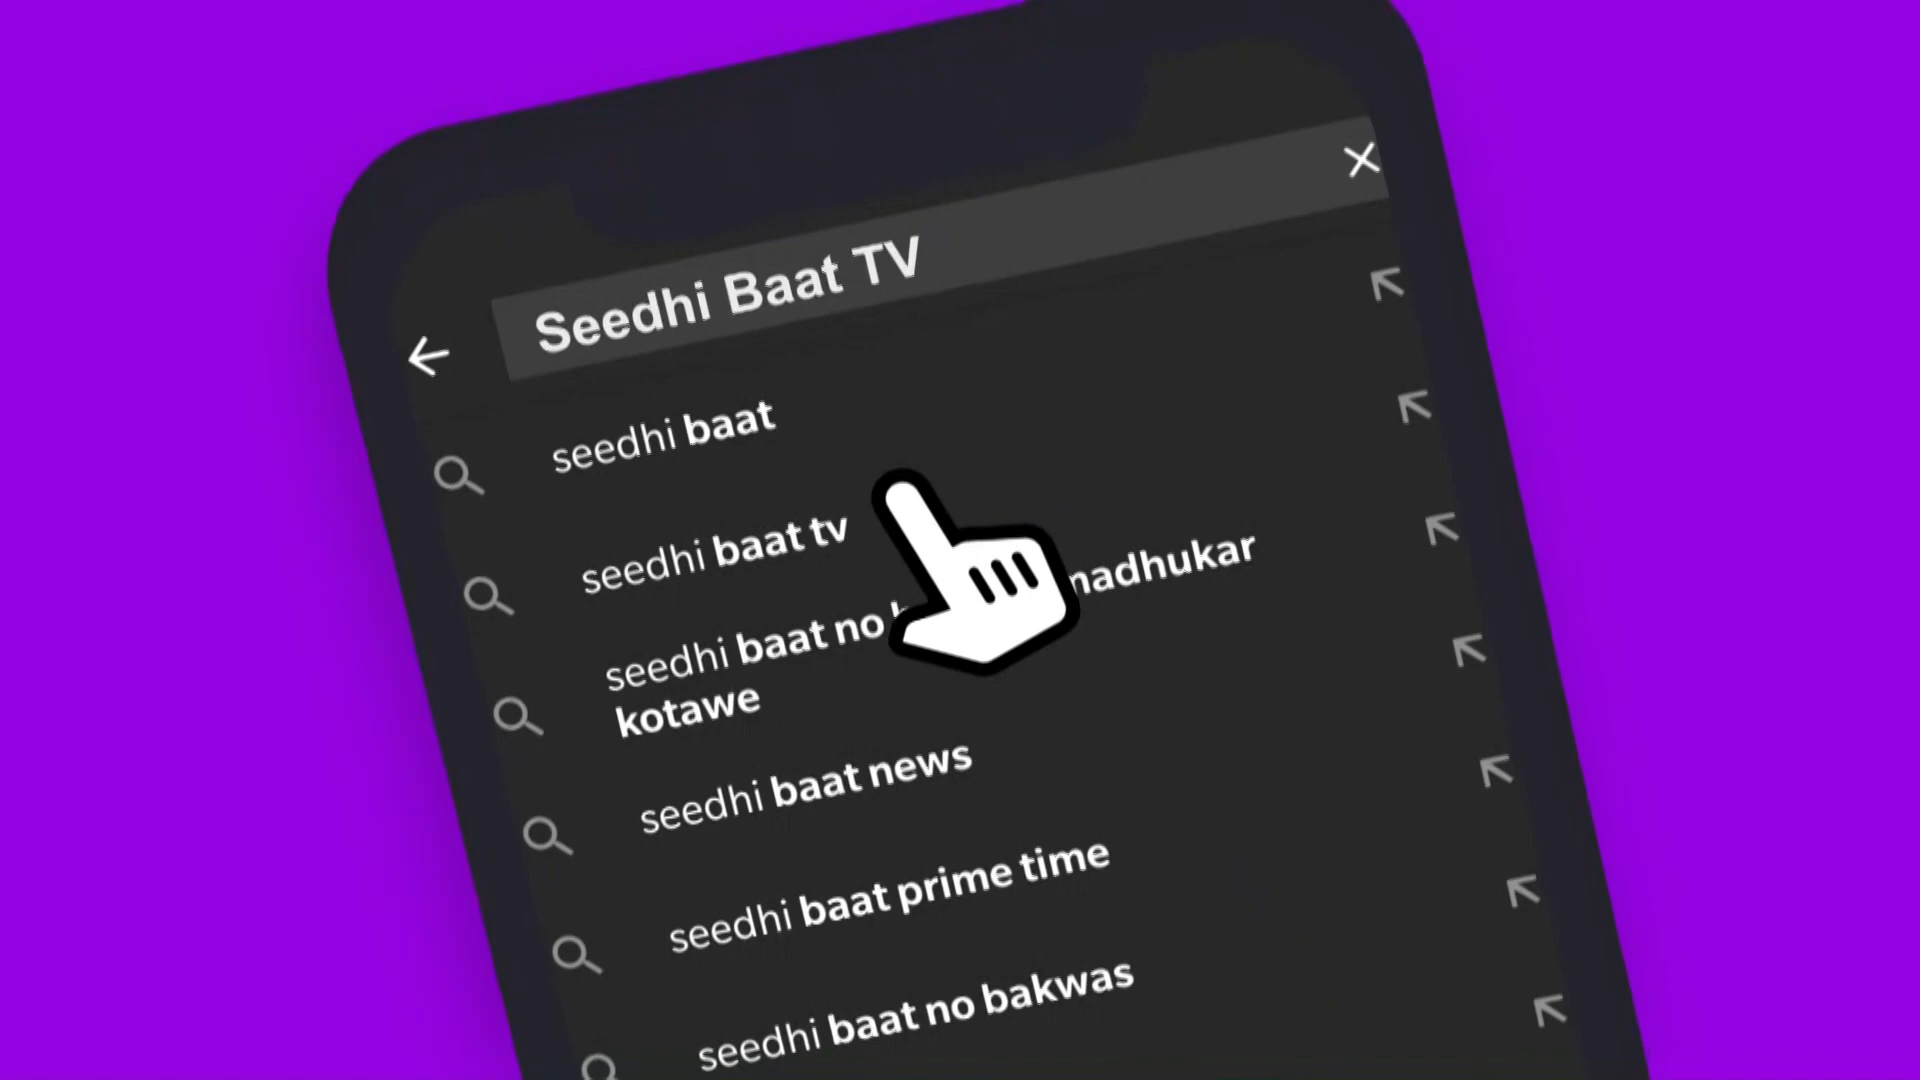 Seedhi Baat TV
seedhi baat
seedhi baat tv
seedhi baat no madhukar
kotawe
seedhi baat news
seedhi baat prime time
seedhi baat no bakwas